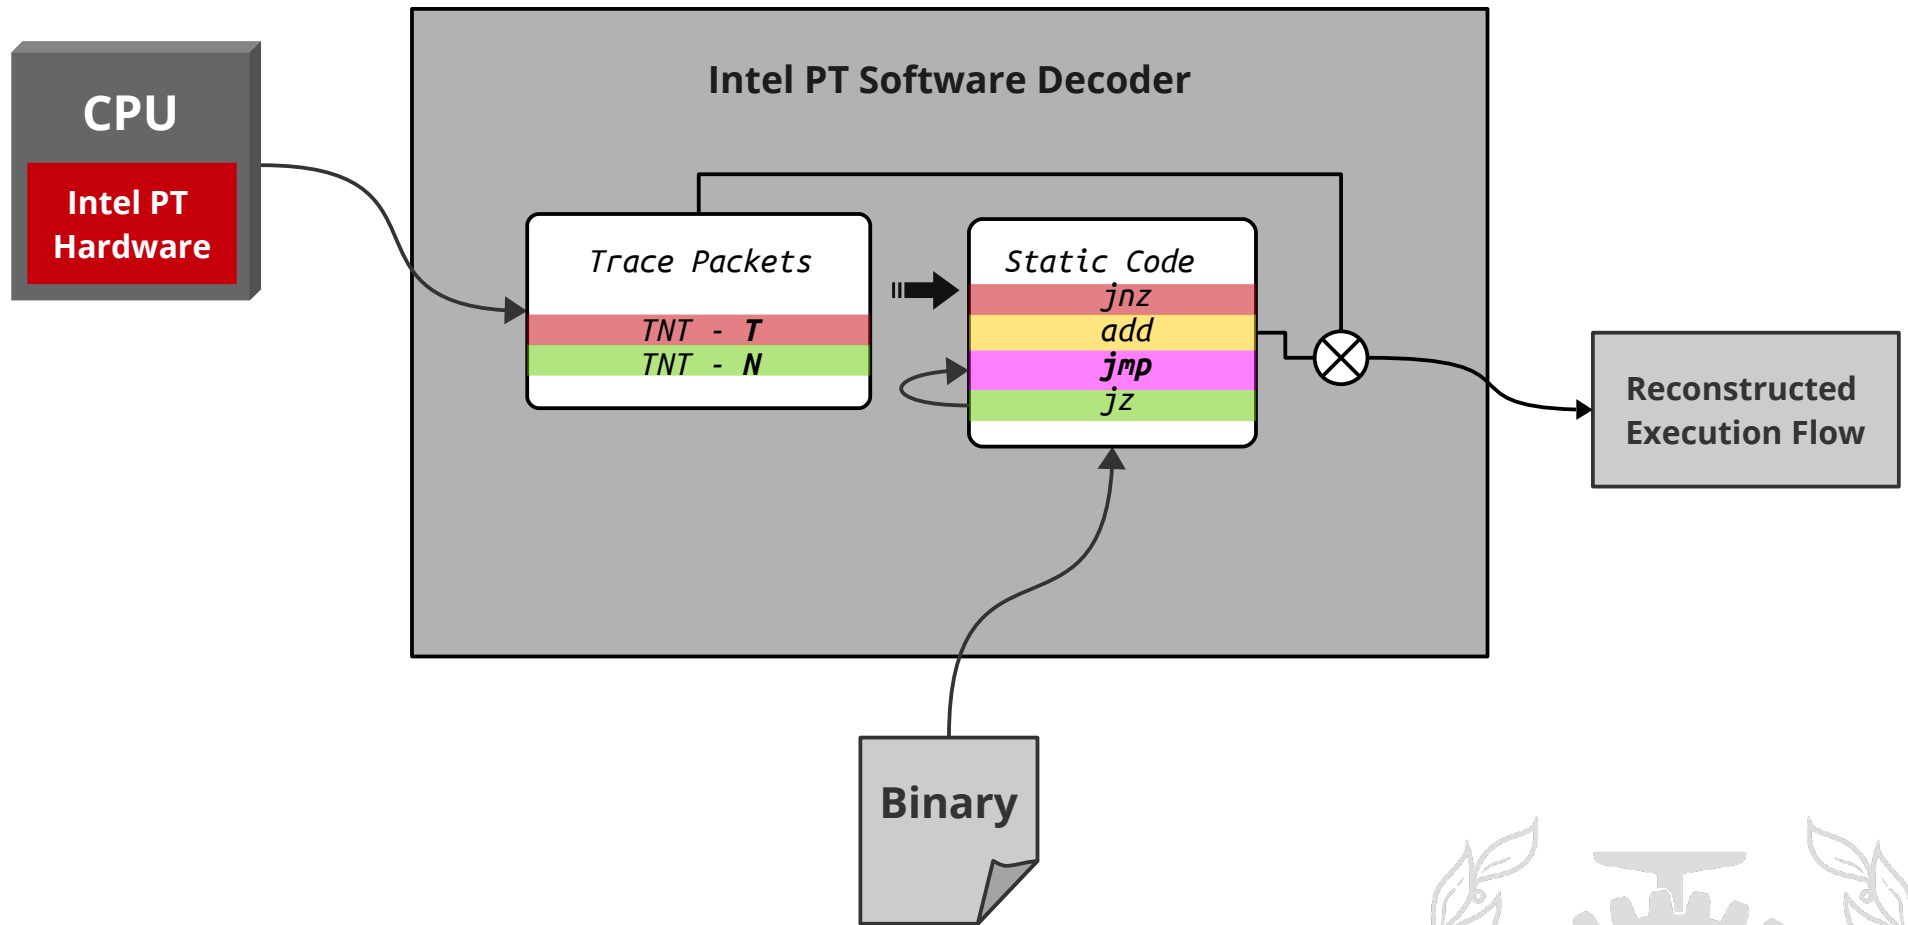 Intel PT Software Decoder
CPU
Intel PT
Hardware
Trace Packets
TNT - T
TNT - N
Static Code
jnz
add
jmp
jz
Reconstructed
Execution Flow
Binary